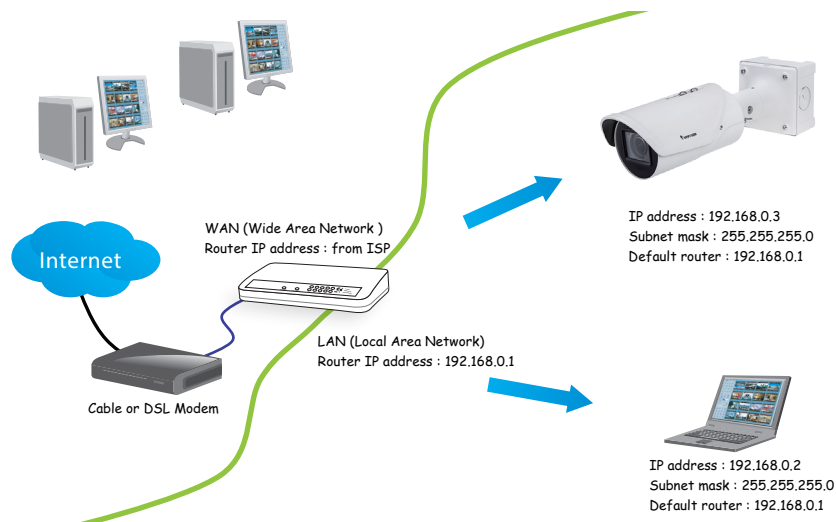 WAN (Wide Area Network )
Router IP address : from ISP
Internet
LAN (Local Area Network)
Router IP address : 192.168.0.1
Cable or DSL Modem
IP address : 192.168.0.3
Subnet mask : 255.255.255.0
Default router : 192.168.0.1
IP address : 192.168.0.2
Subnet mask : 255.255.255.0
Default router : 192.168.0.1